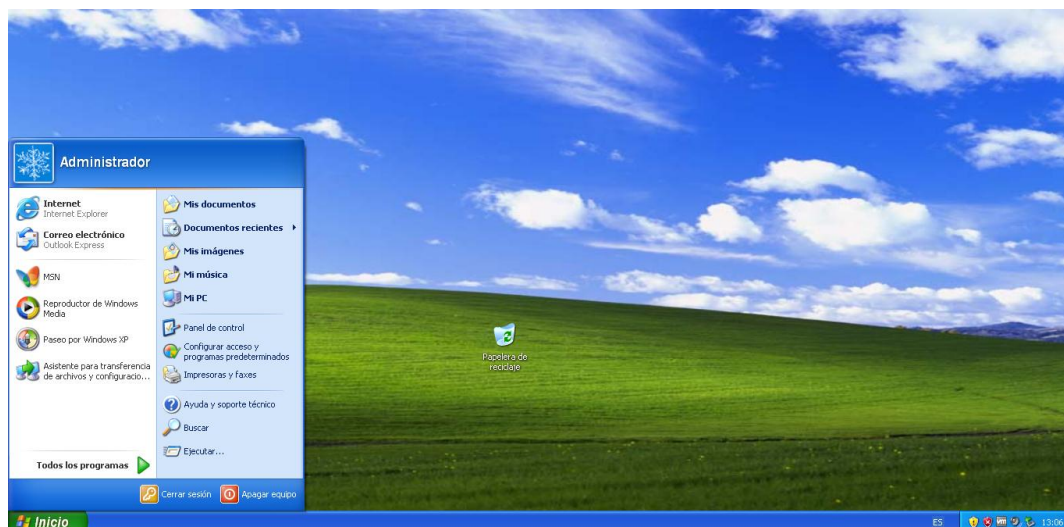 Administrador
Internet
Internet Explorer
Correo electrónico
Outlook Express
MSN
Reproductor de Windows
Media
Paseo por Windows XP
Asistente para transferencia
de archivos y configuracio...
Todos los programas
Mis documentos
Documentos recientes
Mis imágenes
Mi música
Mi PC
Panel de control
Configurar acceso y
programas predeterminados
Impresoras y faxes
Ayuda y soporte técnico
Buscar
Ejecutar...
Cerrar sesión
Apagar equipo
Papelera de
reciclaje
Inicio
ES
13:06